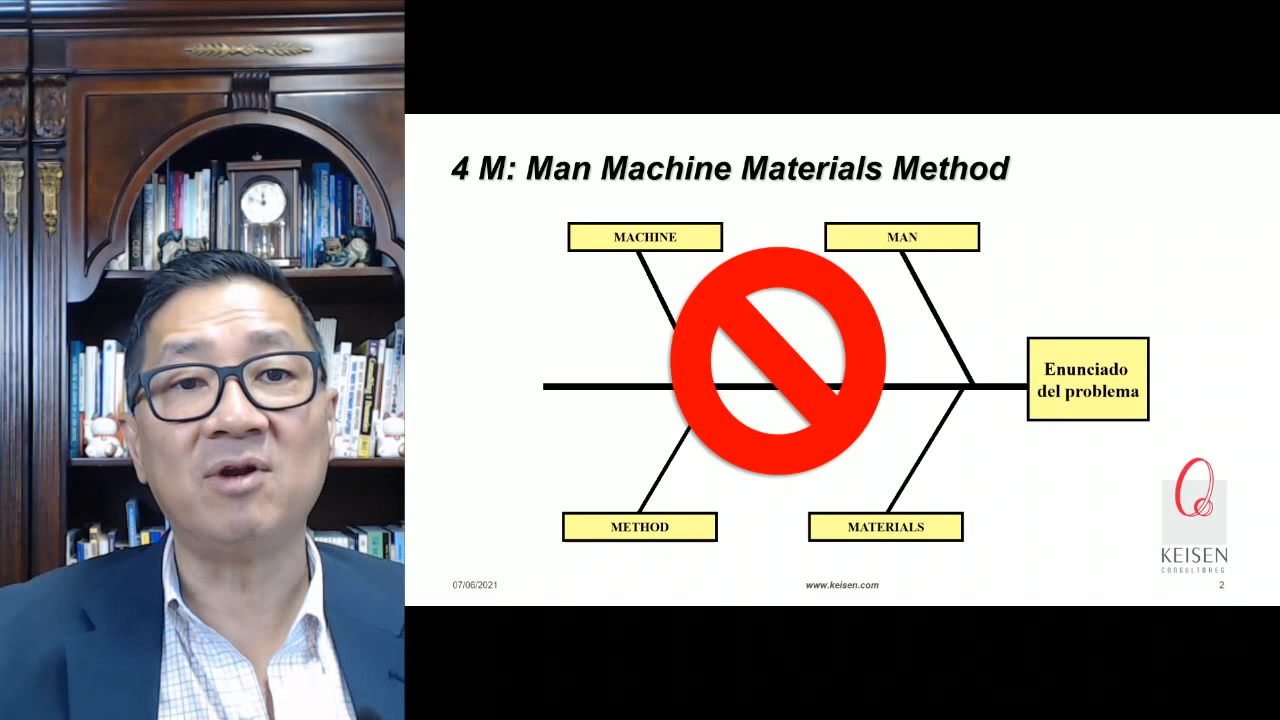 4 M: Man Machine Materials Method
MACHINE
MAN
Enunciado
del problema
METHOD
MATERIALS
KEISEN
CONSULTORES
07/06/2021
www.keisen.com
2